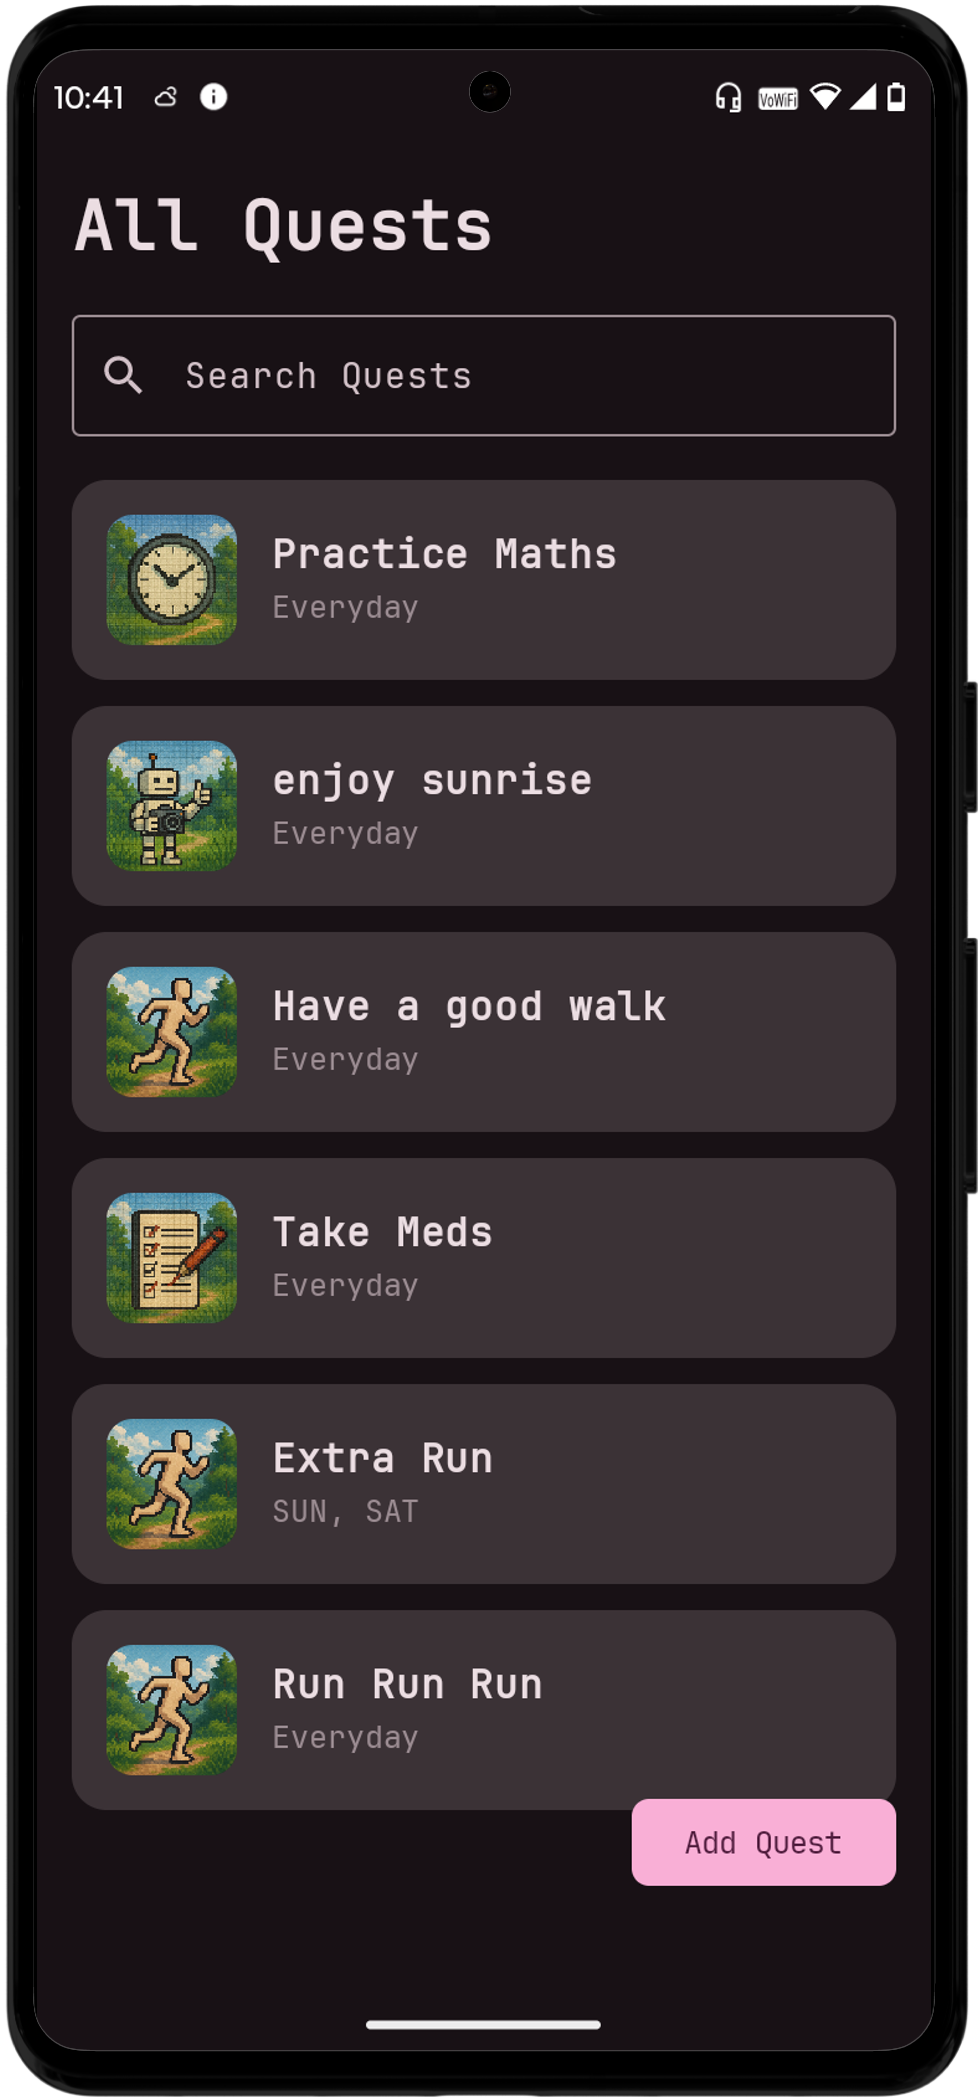 10:41
VoWiFi
All Quests
Search Quests
Practice Maths
Everyday
enjoy sunrise
Everyday
Have a good walk
Everyday
Take Meds
Everyday
Extra Run
SUN, SAT
Run Run Run
Everyday
Add Quest